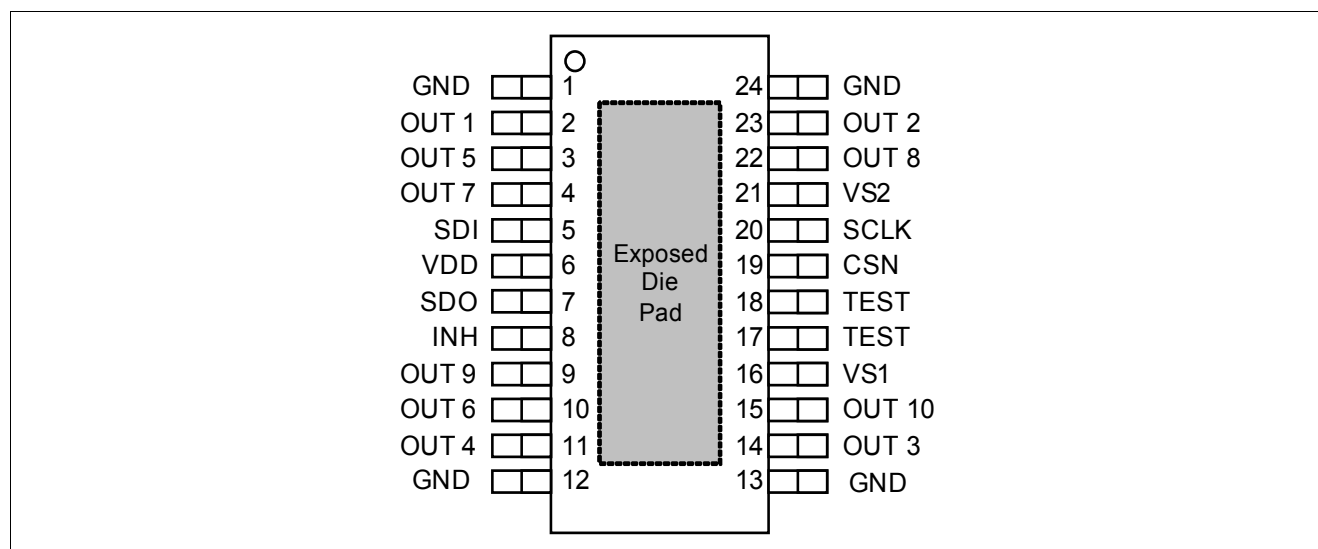 GND 1 24 GND
OUT 1 2 23 OUT 2
OUT 5 3 22 OUT 8
OUT 7 4 21 VS2
SDI 5 20 SCLK
VDD 6 19 CSN
SDO 7 18 TEST
INH 8 17 TEST
OUT 9 9 16 VS1
OUT 6 10 15 OUT 10
OUT 4 11 14 OUT 3
GND 12 13 GND
Exposed
Die
Pad